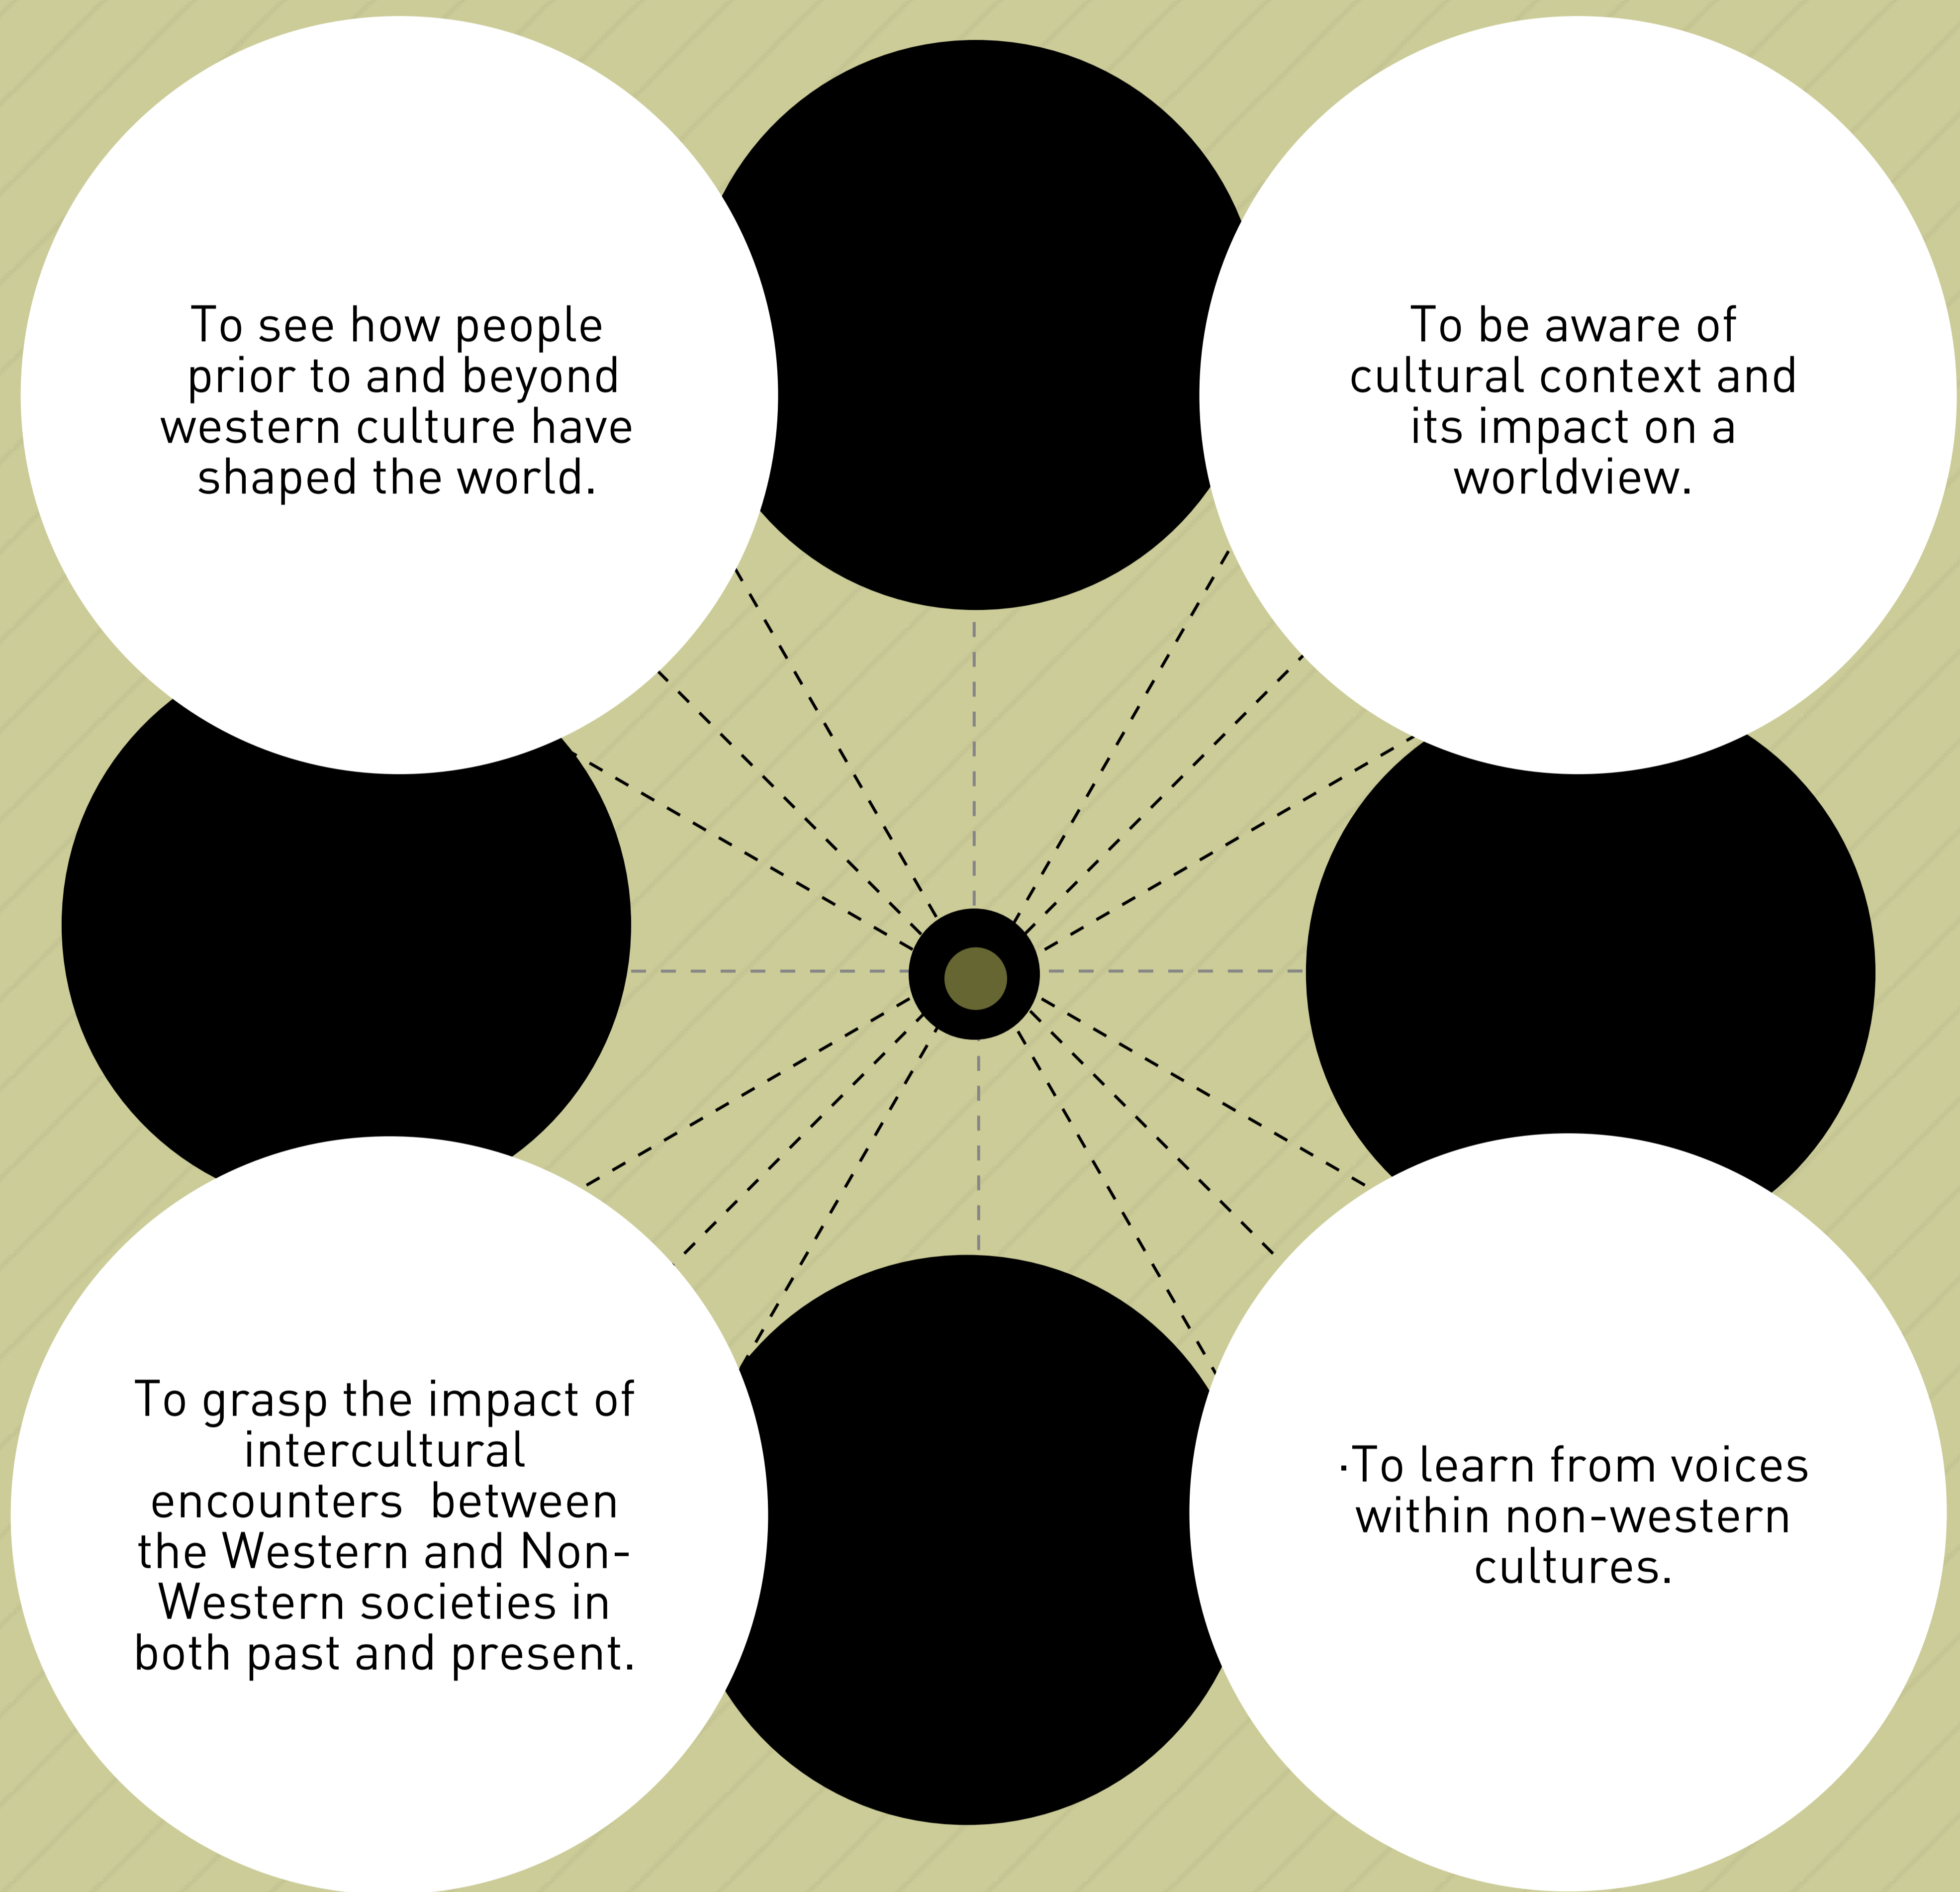 To see how people
prior to and beyond
western culture have
shaped the world.
To be aware of
cultural context and
its impact on a
worldview.
To grasp the impact of
intercultural
encounters  between
the Western and Non-
Western societies in
both past and present.
·To learn from voices
within non-western
cultures.